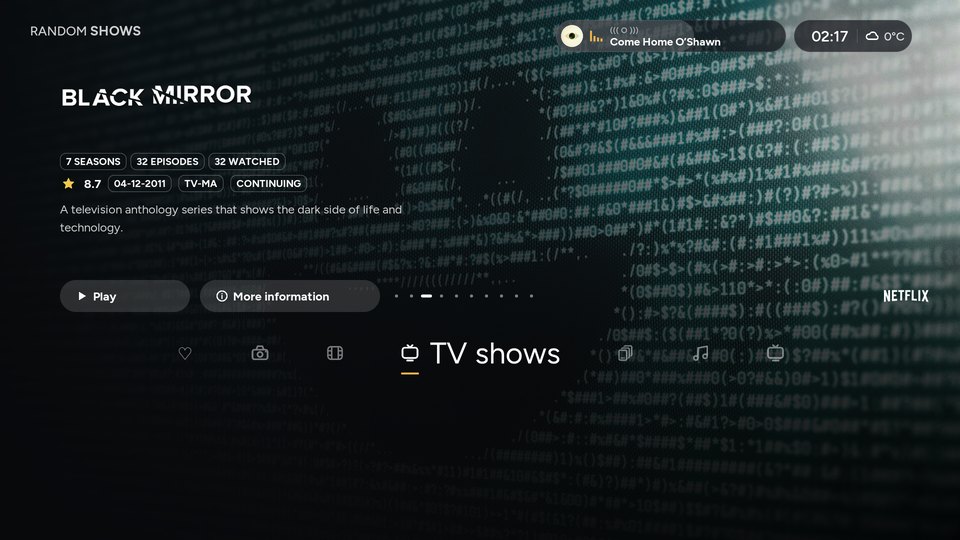 RANDOM SHOWS
((( O )))
Come Home O'Shawn
02:17
0°C
BLACK MIRROR
7 SEASONS
32 EPISODES
32 WATCHED
8.7
04-12-2011
TV-MA
CONTINUING
A television anthology series that shows the dark side of life and
technology.
Play
More information
NETFLIX
TV shows